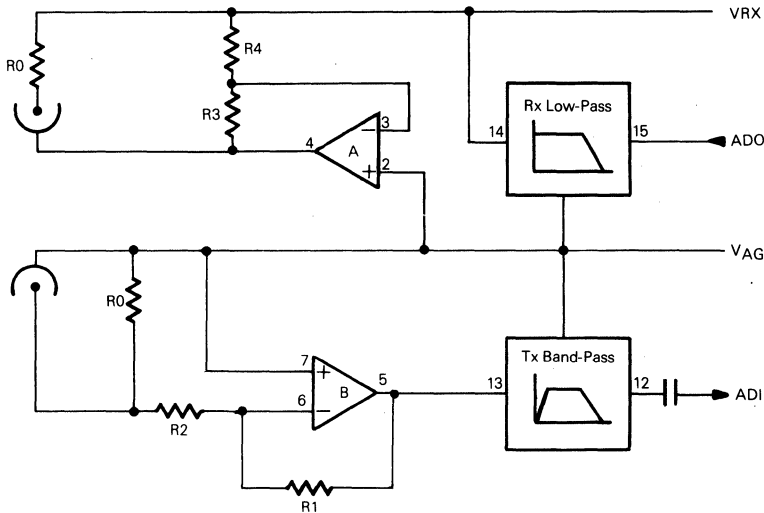 VRX
R4
R0
R3
3
−
4
A
2
+
Rx Low-Pass
14
15
ADO
VAG
R0
Tx Band-Pass
7
+
5
B
6
−
13
12
ADI
R2
R1